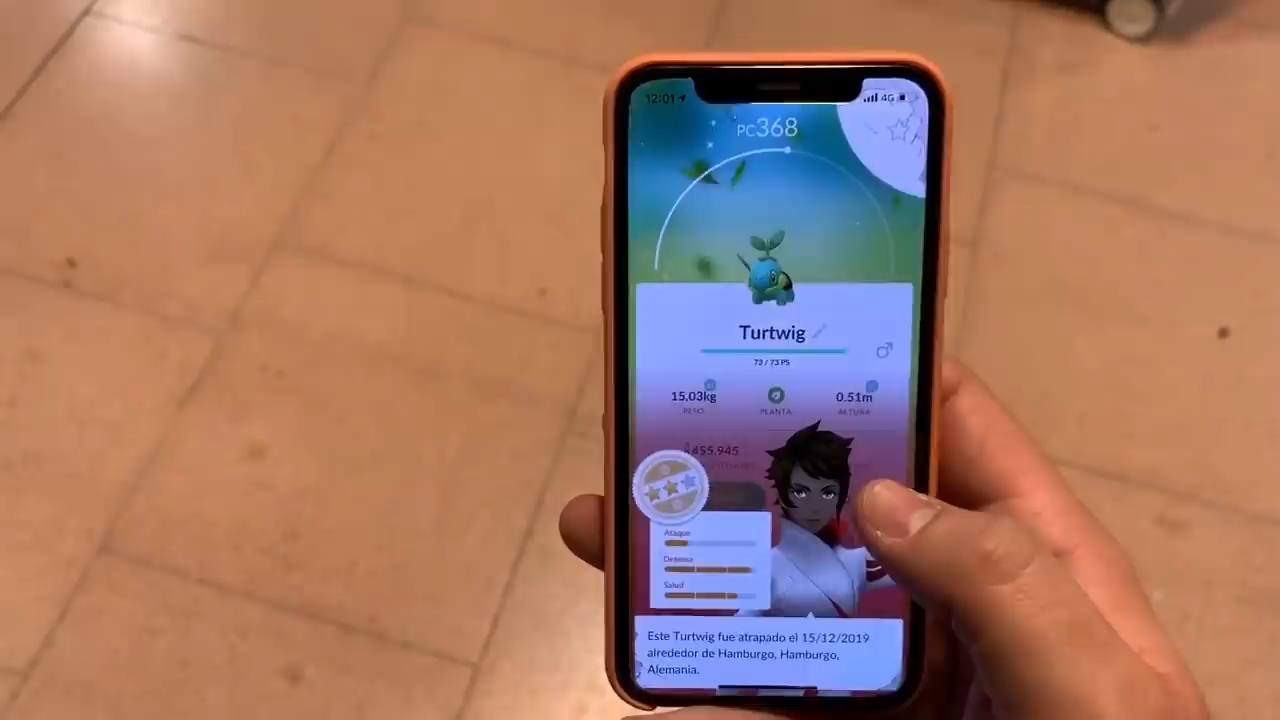 12:01
4G
PC368
Turtwig
73 / 73 PS
15,03kg
0.51m
PESO
PLANTA
ALTURA
455.945
Ataque
Defensa
Salud
Este Turtwig fue atrapado el 15/12/2019
alrededor de Hamburgo, Hamburgo,
Alemania.